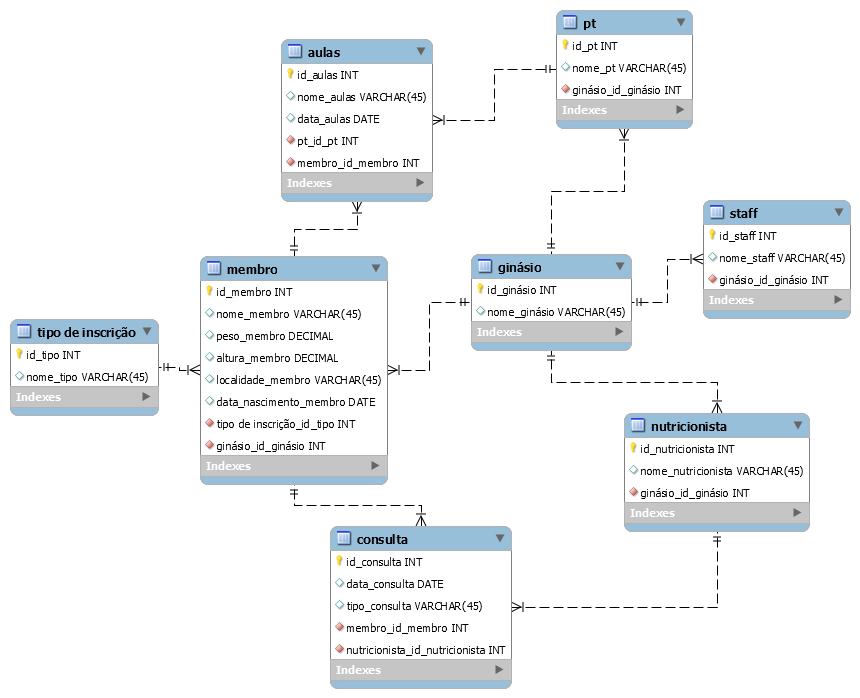 aulas
id_aulas INT
nome_aulas VARCHAR(45)
data_aulas DATE
pt_id_pt INT
membro_id_membro INT
Indexes
pt
id_pt INT
nome_pt VARCHAR(45)
ginásio_id_ginásio INT
Indexes
staff
id_staff INT
nome_staff VARCHAR(45)
ginásio_id_ginásio INT
Indexes
membro
id_membro INT
nome_membro VARCHAR(45)
peso_membro DECIMAL
altura_membro DECIMAL
localidade_membro VARCHAR(45)
data_nascimento_membro DATE
tipo de inscrição_id_tipo INT
ginásio_id_ginásio INT
Indexes
ginásio
id_ginásio INT
nome_ginásio VARCHAR(45)
Indexes
tipo de inscrição
id_tipo INT
nome_tipo VARCHAR(45)
Indexes
nutricionista
id_nutricionista INT
nome_nutricionista VARCHAR(45)
ginásio_id_ginásio INT
Indexes
consulta
id_consulta INT
data_consulta DATE
tipo_consulta VARCHAR(45)
membro_id_membro INT
nutricionista_id_nutricionista INT
Indexes